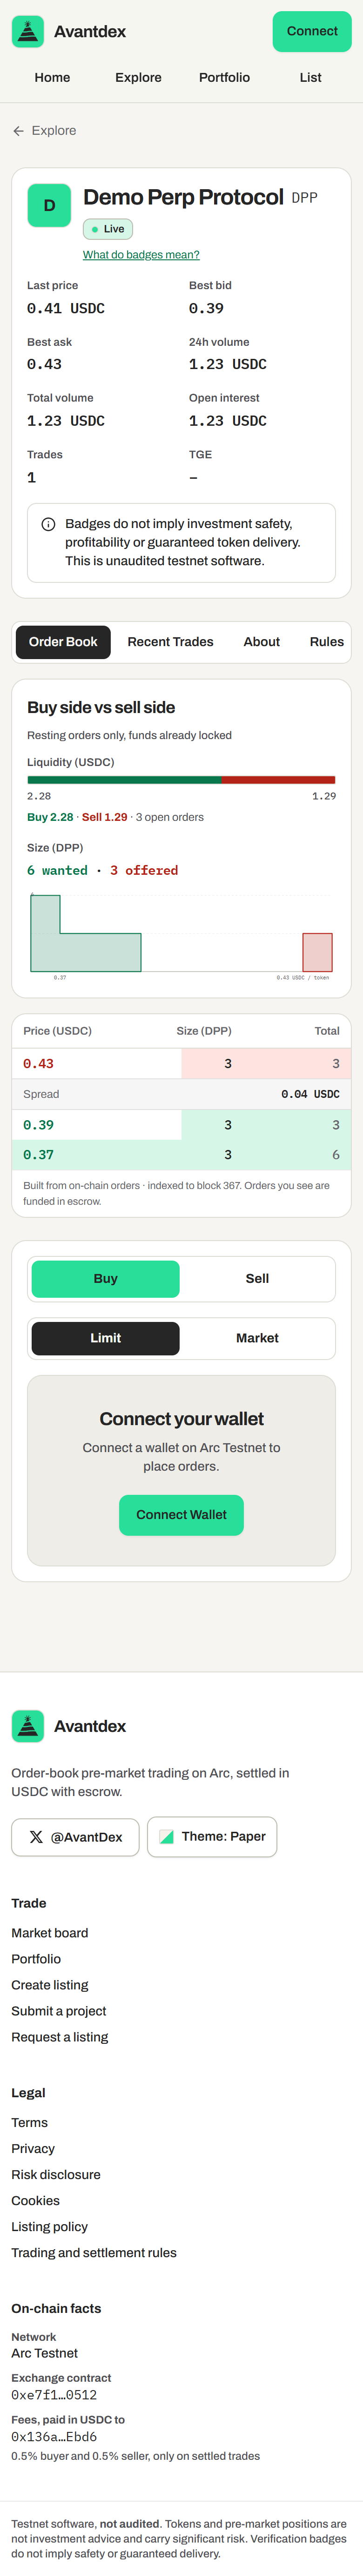 Avantdex
Connect
Home Explore Portfolio List
← Explore
D
Demo Perp Protocol DPP
Live
What do badges mean?
Last price Best bid
0.41 USDC 0.39
Best ask 24h volume
0.43 1.23 USDC
Total volume Open interest
1.23 USDC 1.23 USDC
Trades TGE
1 –
Badges do not imply investment safety,
profitability or guaranteed token delivery.
This is unaudited testnet software.
Order Book Recent Trades About Rules
Buy side vs sell side
Resting orders only, funds already locked
Liquidity (USDC)
2.28 1.29
Buy 2.28 · Sell 1.29 · 3 open orders
Size (DPP)
6 wanted · 3 offered
0.37 0.43 USDC / token
Price (USDC) Size (DPP) Total
0.43 3 3
Spread 0.04 USDC
0.39 3 3
0.37 3 6
Built from on-chain orders · indexed to block 367. Orders you see are
funded in escrow.
Buy Sell
Limit Market
Connect your wallet
Connect a wallet on Arc Testnet to
place orders.
Connect Wallet
Avantdex
Order-book pre-market trading on Arc, settled in
USDC with escrow.
@AvantDex
Theme: Paper
Trade
Market board
Portfolio
Create listing
Submit a project
Request a listing
Legal
Terms
Privacy
Risk disclosure
Cookies
Listing policy
Trading and settlement rules
On-chain facts
Network
Arc Testnet
Exchange contract
0xe7f1…0512
Fees, paid in USDC to
0x136a…Ebd6
0.5% buyer and 0.5% seller, only on settled trades
Testnet software, not audited. Tokens and pre-market positions are
not investment advice and carry significant risk. Verification badges
do not imply safety or guaranteed delivery.